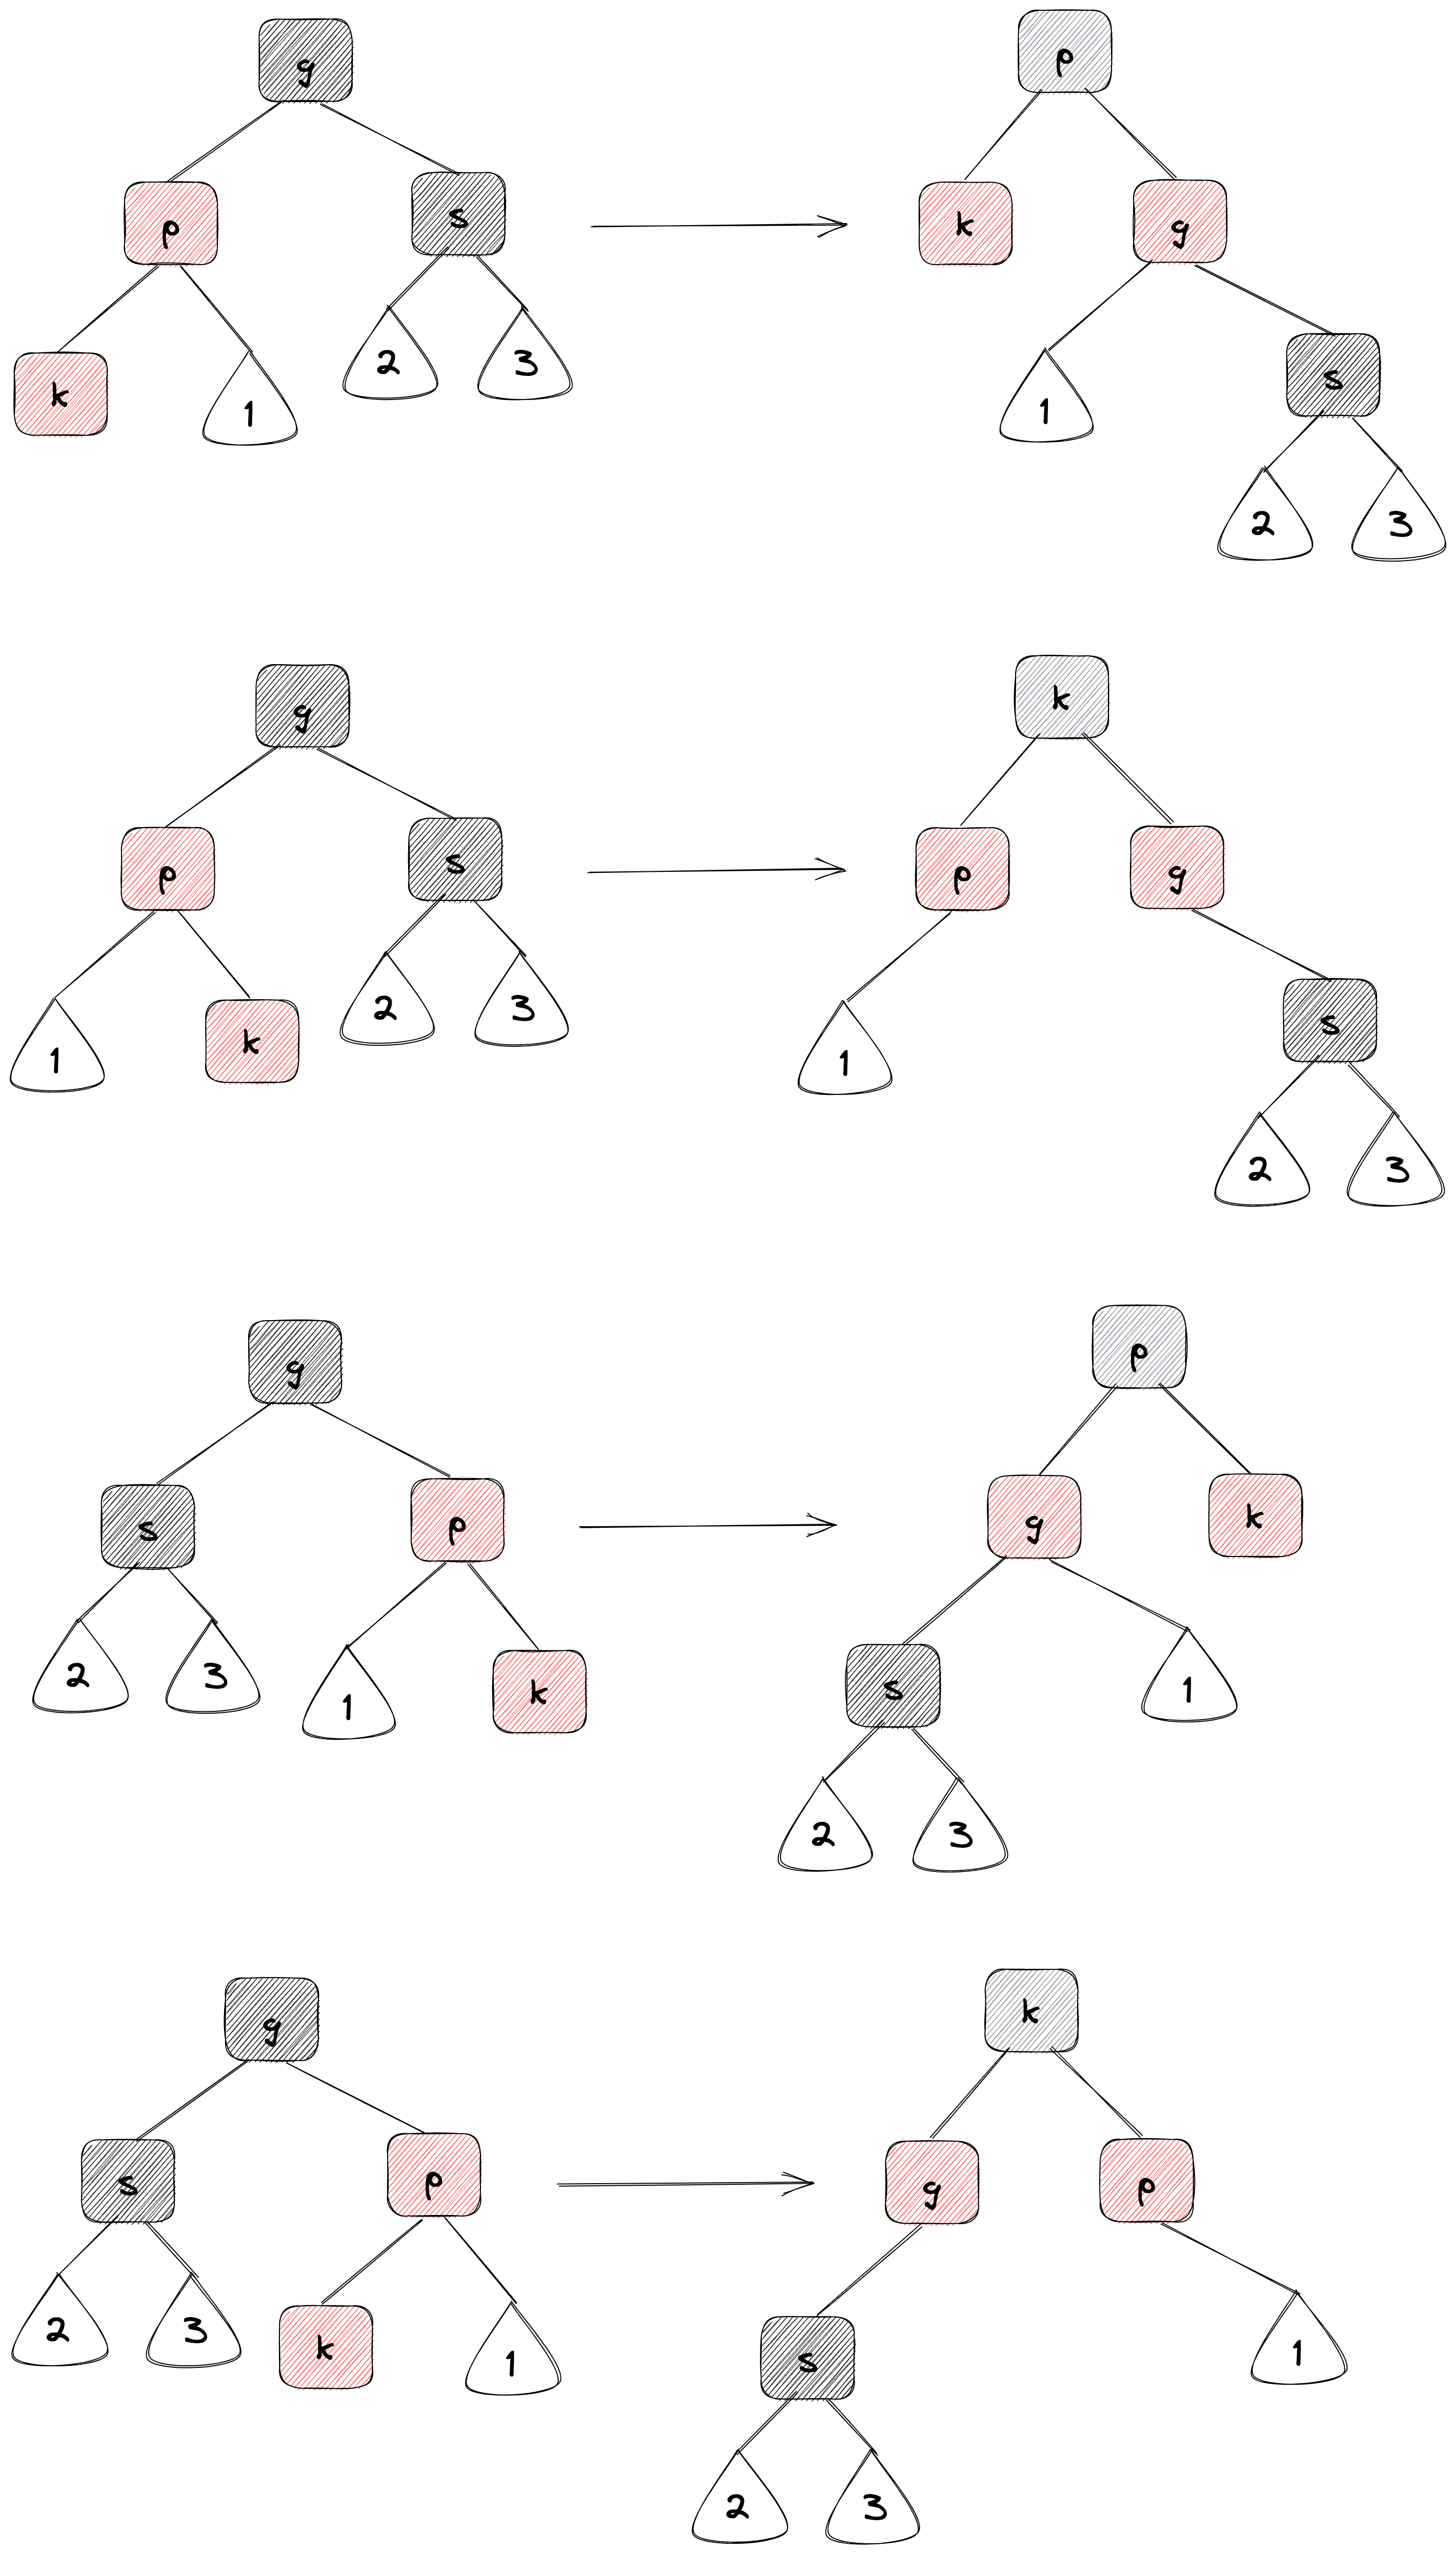 g p
p s k g
k 1 2 3 1 s
2 3
g k
p s p g
1 k 2 3 1 s
2 3
g p
s p g k
2 3 1 k s 1
2 3
g k
s p g p
2 3 k 1 s 1
2 3